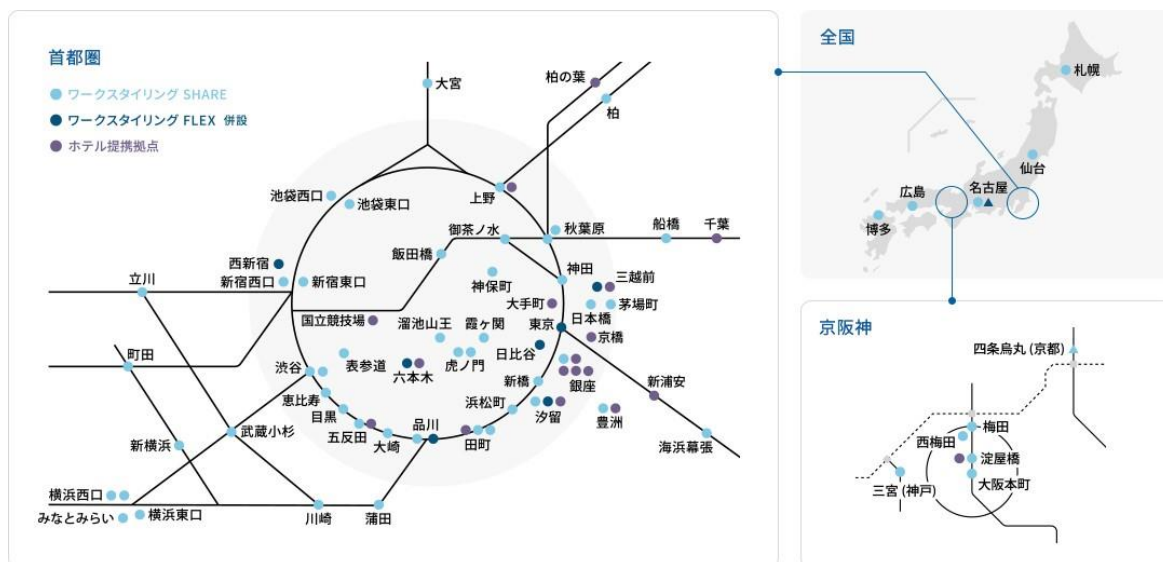 首都圏
ワークスタイリング SHARE
ワークスタイリング FLEX 併設
ホテル提携拠点
大宮
柏の葉
柏
池袋西口
池袋東口
上野
御茶ノ水
秋葉原
船橋
千葉
飯田橋
西新宿
新宿西口
新宿東口
神保町
神田
三越前
立川
大手町
日本橋
茅場町
国立競技場
溜池山王
霞ヶ関
東京
京橋
日比谷
町田
渋谷
表参道
六本木
虎ノ門
新橋
銀座
新浦安
恵比寿
浜松町
汐留
豊洲
目黒
五反田
大崎
品川
田町
武蔵小杉
新横浜
海浜幕張
横浜西口
みなとみらい
横浜東口
川崎
蒲田
全国
札幌
仙台
広島
名古屋
博多
京阪神
四条烏丸 (京都)
梅田
西梅田
淀屋橋
大阪本町
三宮 (神戸)